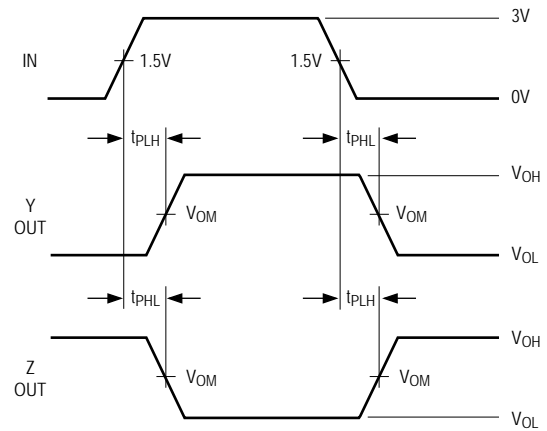 3V
IN
1.5V
1.5V
0V
tPLH
tPHL
VOH
Y
OUT
VOM
VOM
VOL
tPHL
tPLH
VOH
Z
OUT
VOM
VOM
VOL